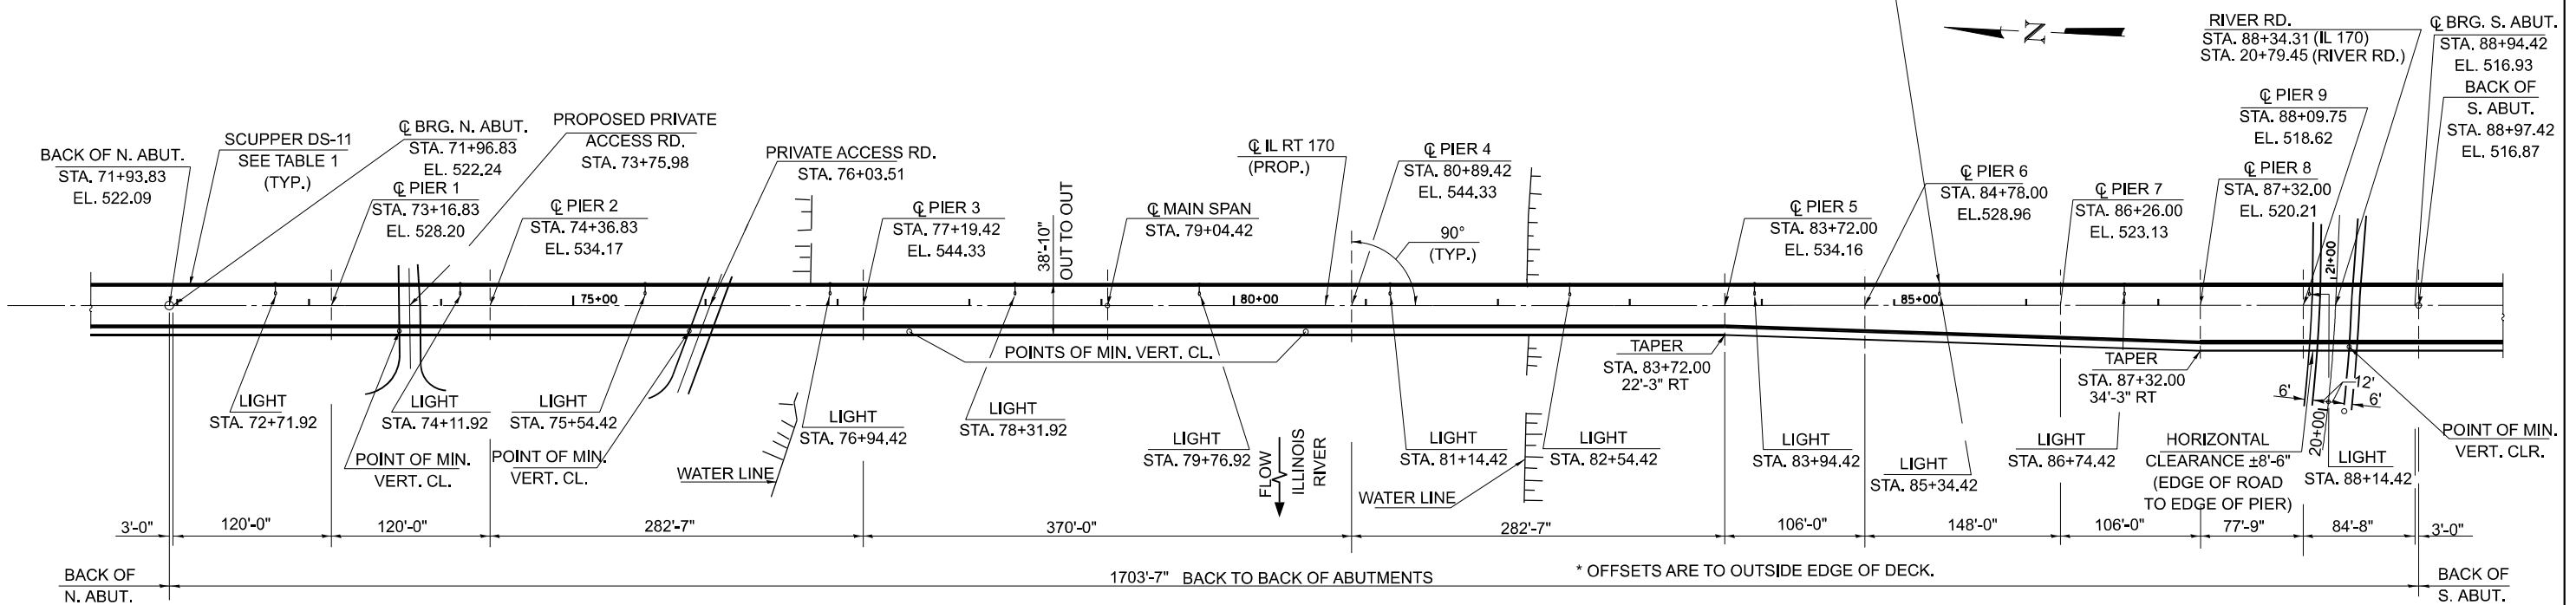 N
RIVER RD.
STA. 88+34.31 (IL 170)
STA. 20+79.45 (RIVER RD.)
℄ BRG. S. ABUT.
STA. 88+94.42
EL. 516.93
BACK OF
S. ABUT.
STA. 88+97.42
EL. 516.87
BACK OF N. ABUT.
STA. 71+93.83
EL. 522.09
SCUPPER DS-11
SEE TABLE 1
(TYP.)
℄ BRG. N. ABUT.
STA. 71+96.83
EL. 522.24
℄ PIER 1
STA. 73+16.83
EL. 528.20
PROPOSED PRIVATE
ACCESS RD.
STA. 73+75.98
℄ PIER 2
STA. 74+36.83
EL. 534.17
PRIVATE ACCESS RD.
STA. 76+03.51
℄ PIER 3
STA. 77+19.42
EL. 544.33
38'-10"
OUT TO OUT
℄ MAIN SPAN
STA. 79+04.42
℄ IL RT 170
(PROP.)
℄ PIER 4
STA. 80+89.42
EL. 544.33
90°
(TYP.)
℄ PIER 5
STA. 83+72.00
EL. 534.16
℄ PIER 6
STA. 84+78.00
EL.528.96
℄ PIER 7
STA. 86+26.00
EL. 523.13
℄ PIER 8
STA. 87+32.00
EL. 520.21
℄ PIER 9
STA. 88+09.75
EL. 518.62
75+00
80+00
85+00
21+00
POINTS OF MIN. VERT. CL.
TAPER
STA. 83+72.00
22'-3" RT
TAPER
STA. 87+32.00
34'-3" RT
6'
12'
6'
20+00
LIGHT
STA. 72+71.92
POINT OF MIN.
VERT. CL.
LIGHT
STA. 74+11.92
LIGHT
STA. 75+54.42
POINT OF MIN.
VERT. CL.
WATER LINE
LIGHT
STA. 76+94.42
LIGHT
STA. 78+31.92
LIGHT
STA. 79+76.92
FLOW
ILLINOIS
RIVER
LIGHT
STA. 81+14.42
WATER LINE
LIGHT
STA. 82+54.42
LIGHT
STA. 83+94.42
LIGHT
STA. 85+34.42
LIGHT
STA. 86+74.42
HORIZONTAL
CLEARANCE ±8'-6"
(EDGE OF ROAD
TO EDGE OF PIER)
LIGHT
STA. 88+14.42
POINT OF MIN.
VERT. CLR.
3'-0" 120'-0" 120'-0" 282'-7" 370'-0" 282'-7" 106'-0" 148'-0" 106'-0" 77'-9" 84'-8" 3'-0"
BACK OF
N. ABUT.
1703'-7" BACK TO BACK OF ABUTMENTS
* OFFSETS ARE TO OUTSIDE EDGE OF DECK.
BACK OF
S. ABUT.